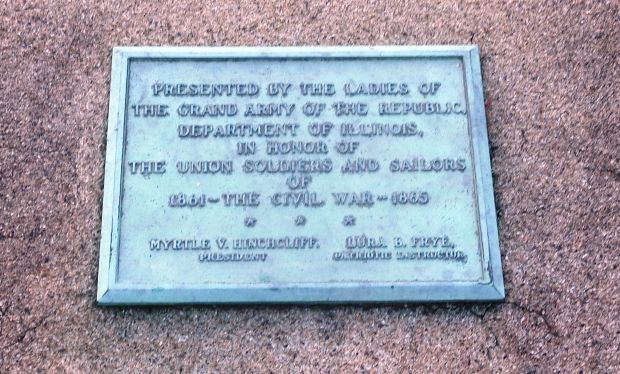 PRESENTED BY THE LADIES OF
THE GRAND ARMY OF THE REPUBLIC,
DEPARTMENT OF ILLINOIS,
IN HONOR OF
THE UNION SOLDIERS AND SAILORS
OF
1861~THE CIVIL WAR~1865
* * *
MYRTLE V. HINCHCLIFF, LURA B. FRYE,
PRESIDENT PATRIOTIC INSTRUCTOR